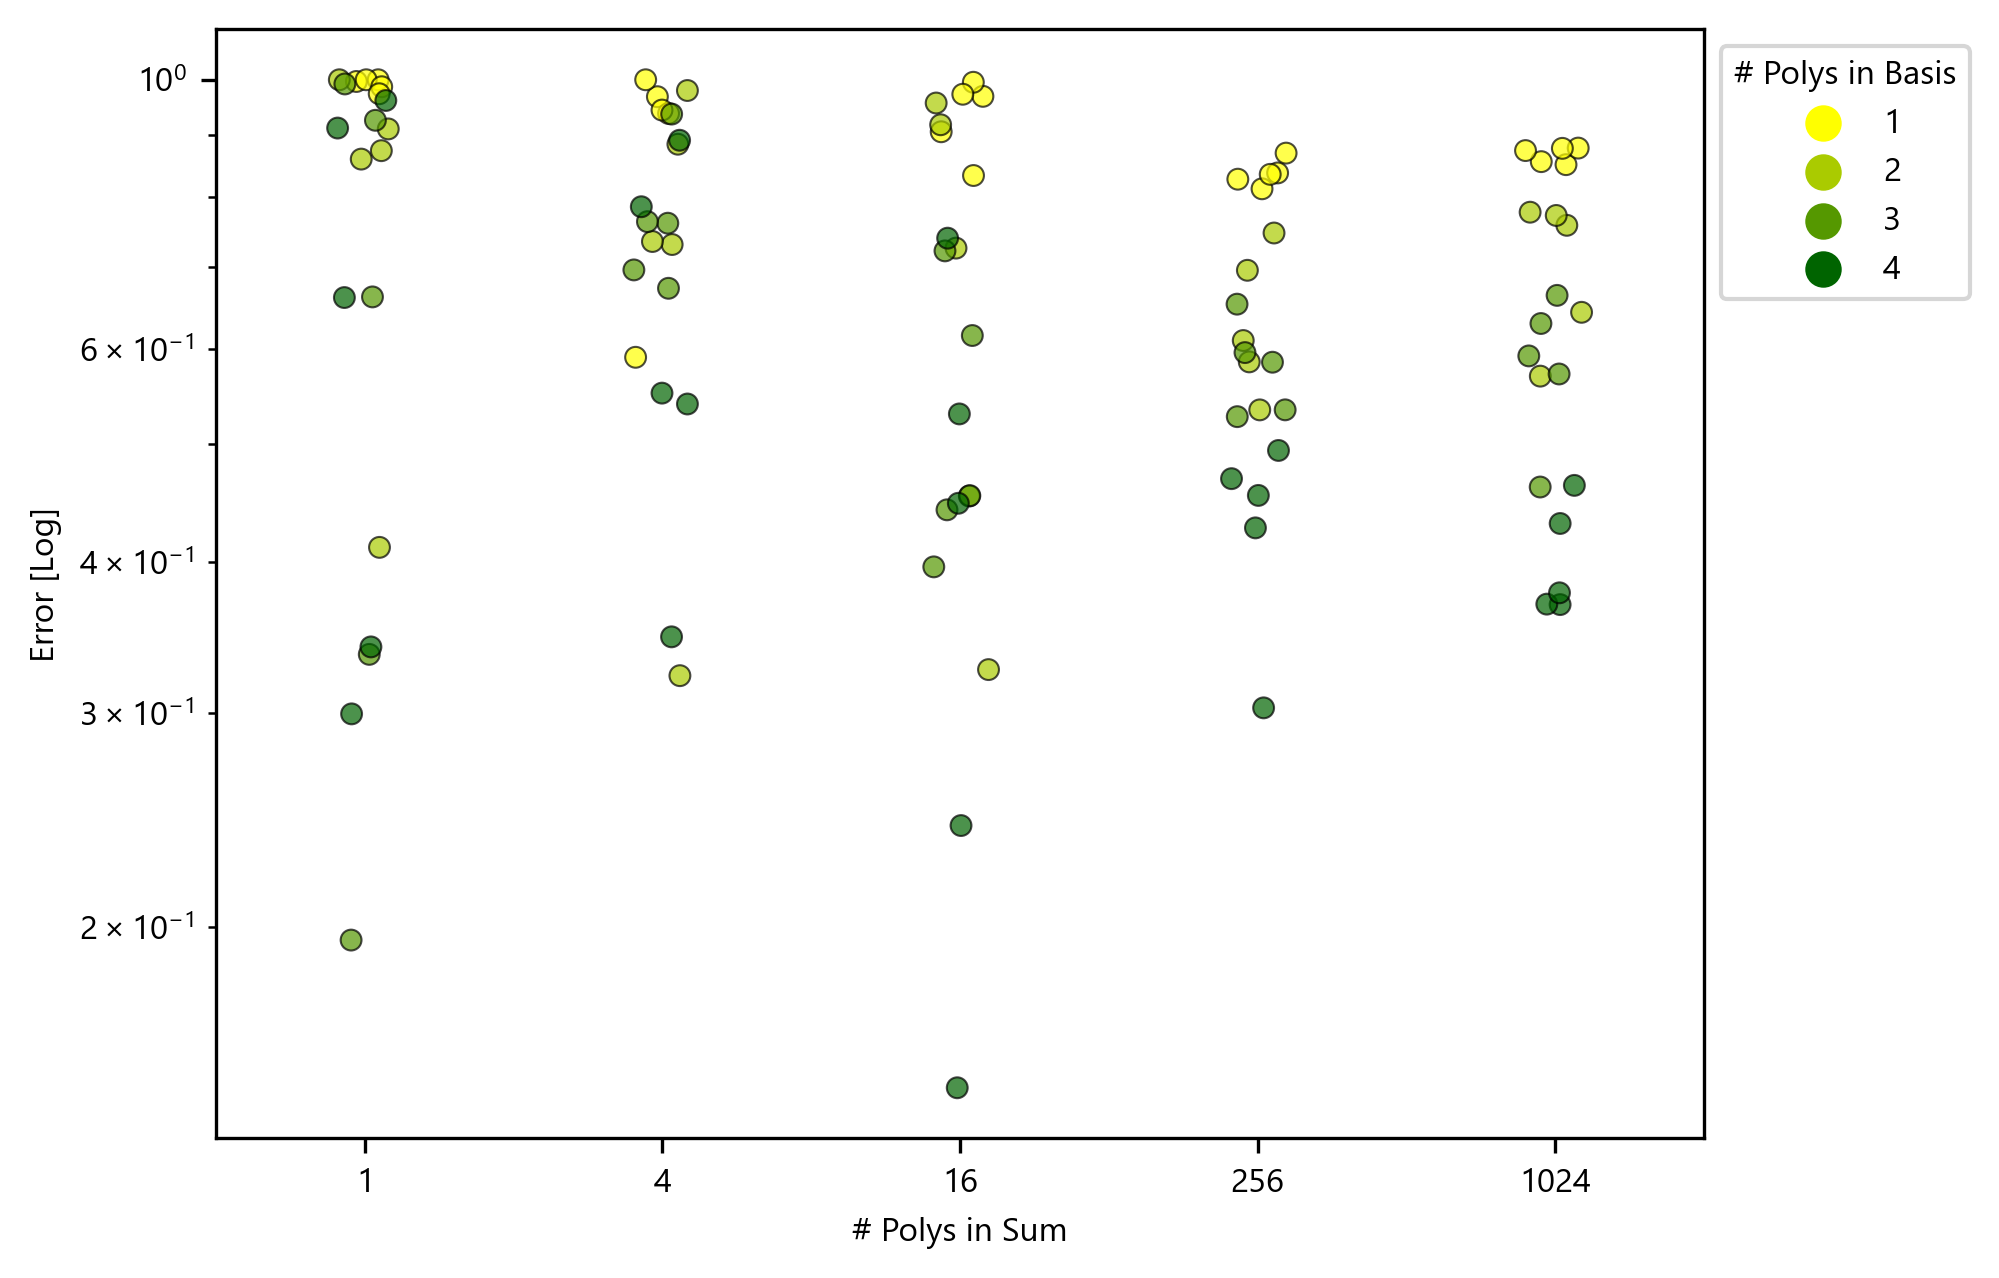 10⁰
6 × 10⁻¹
4 × 10⁻¹
3 × 10⁻¹
2 × 10⁻¹
Error [Log]
1 4 16 256 1024
# Polys in Sum
# Polys in Basis
1
2
3
4